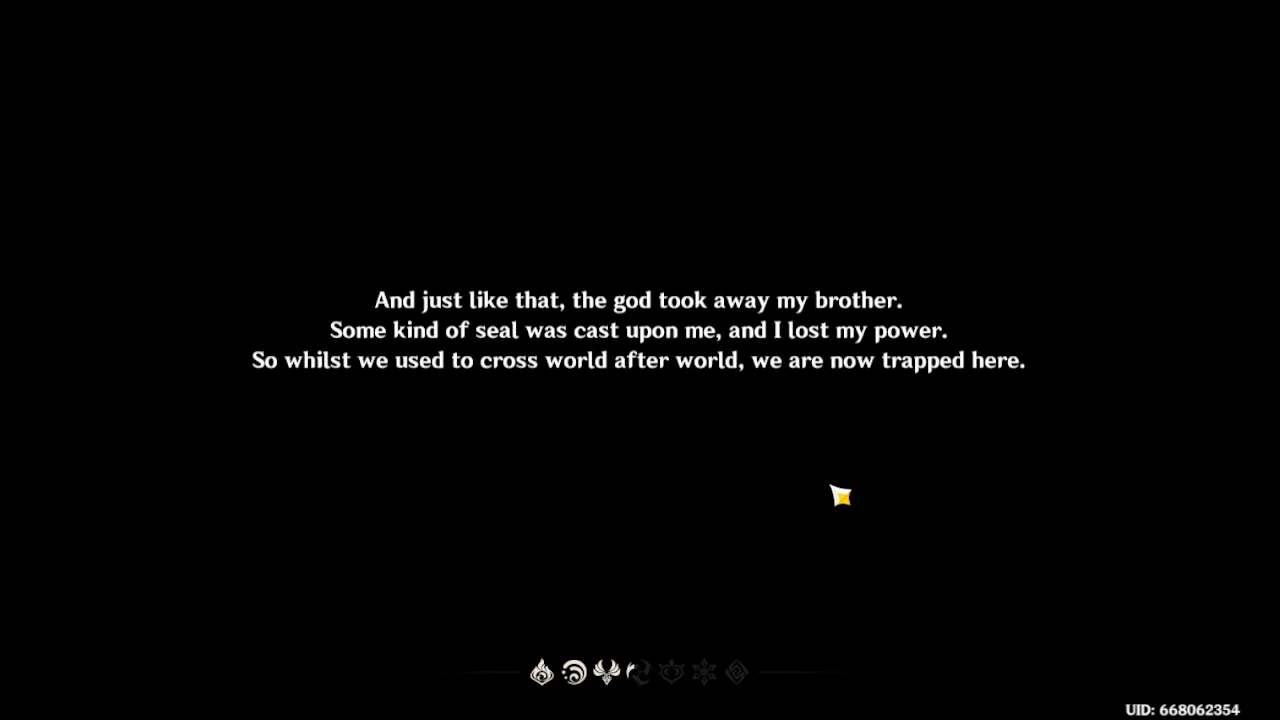 And just like that, the god took away my brother.
Some kind of seal was cast upon me, and I lost my power.
So whilst we used to cross world after world, we are now trapped here.
UID: 668062354